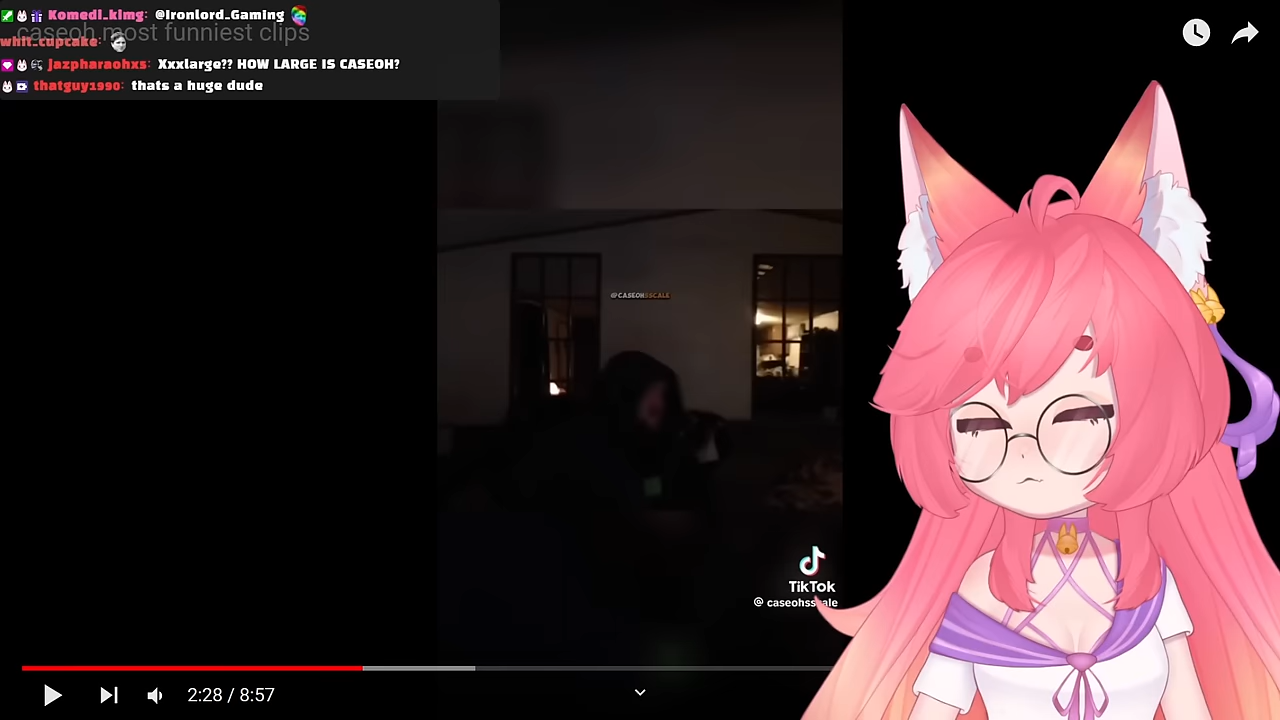 Komedi_kimg: @Ironlord_Gaming
caseoh most funniest clips
whit_cupcake:
jazpharaohxs: Xxxlarge?? HOW LARGE IS CASEOH?
thatguy1990: thats a huge dude
@CASEOHSSCALE
TikTok
@ caseohsscale
2:28 / 8:57